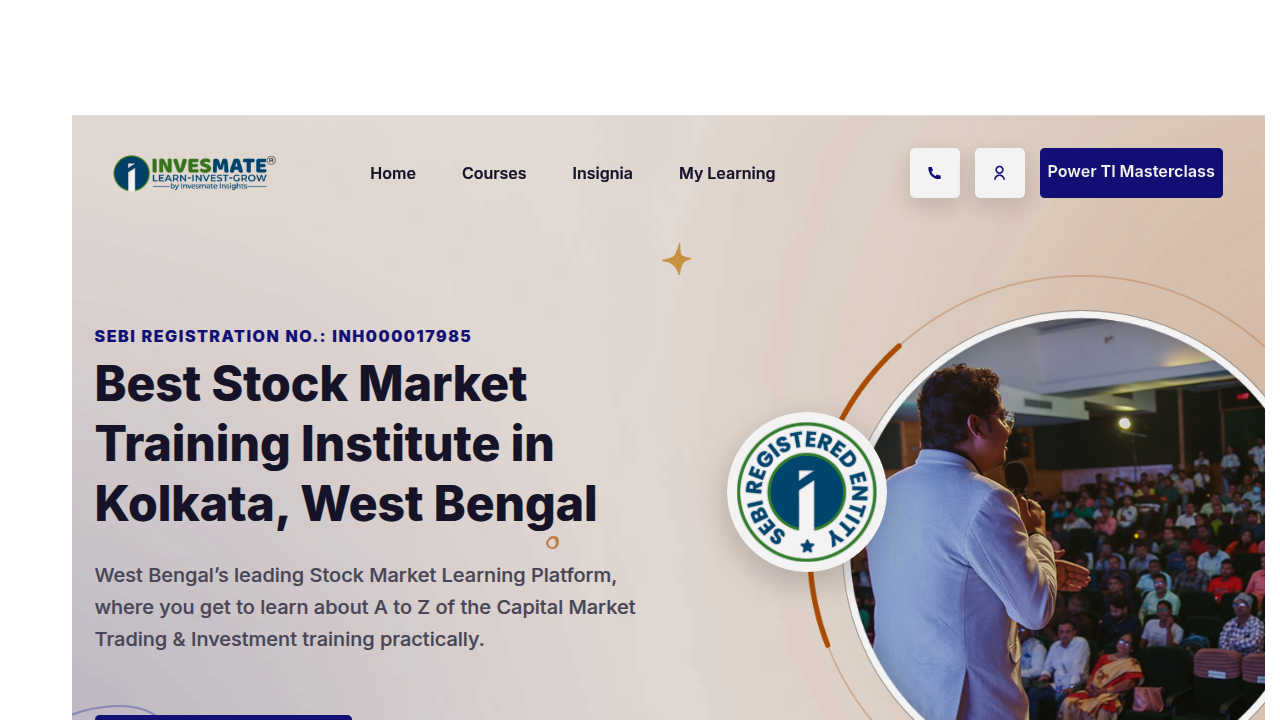 INVESMATE®
LEARN-INVEST-GROW
by Invesmate Insights
Home
Courses
Insignia
My Learning
Power TI Masterclass
SEBI REGISTRATION NO.: INH000017985
Best Stock Market
Training Institute in
Kolkata, West Bengal
West Bengal’s leading Stock Market Learning Platform,
where you get to learn about A to Z of the Capital Market
Trading & Investment training practically.
SEBI REGISTERED ENTITY